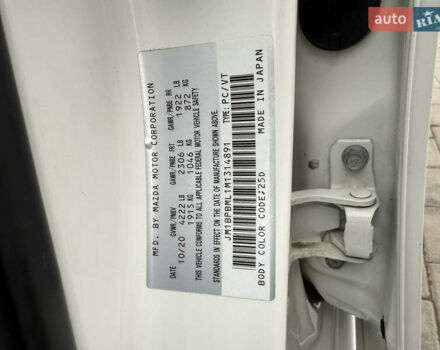 MFD. BY MAZDA MOTOR CORPORATION MADE IN JAPAN
DATE GVWR/PNBV GAWR/PNBE FRT GAWR/PNBE RR
10/20 4222 LB 2306 LB 1922 LB
1915 KG 1046 KG 872 KG
THIS VEHICLE CONFORMS TO ALL APPLICABLE FEDERAL MOTOR VEHICLE SAFETY
STANDARDS IN EFFECT ON THE DATE OF MANUFACTURE SHOWN ABOVE.
JM1BPBML1M1314891 TYPE: PC/VT
BODY COLOR CODE/25D
AUTO RIA